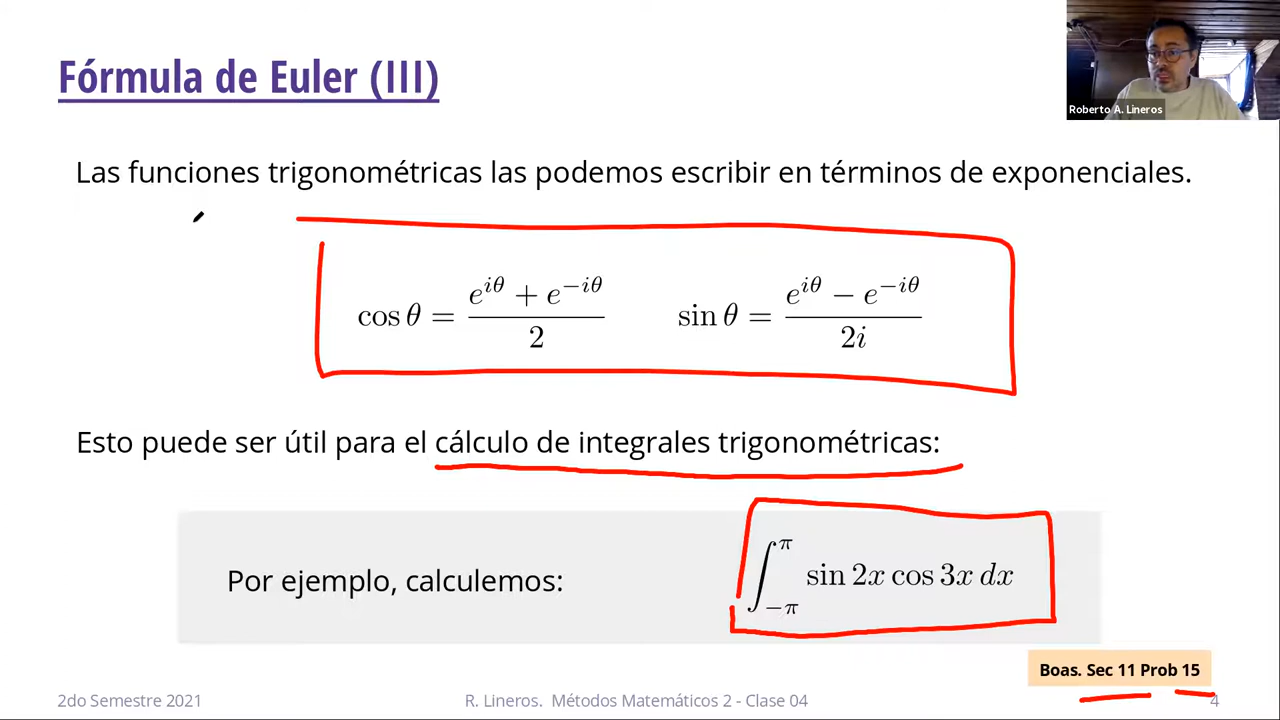 Fórmula de Euler (III)
Roberto A. Lineros
Las funciones trigonométricas las podemos escribir en términos de exponenciales.
cos θ = (e^{iθ} + e^{−iθ})/2 sin θ = (e^{iθ} − e^{−iθ})/2i
Esto puede ser útil para el cálculo de integrales trigonométricas:
Por ejemplo, calculemos: ∫_{−π}^{π} sin 2x cos 3x dx
Boas. Sec 11 Prob 15
2do Semestre 2021 R. Lineros. Métodos Matemáticos 2 - Clase 04 4